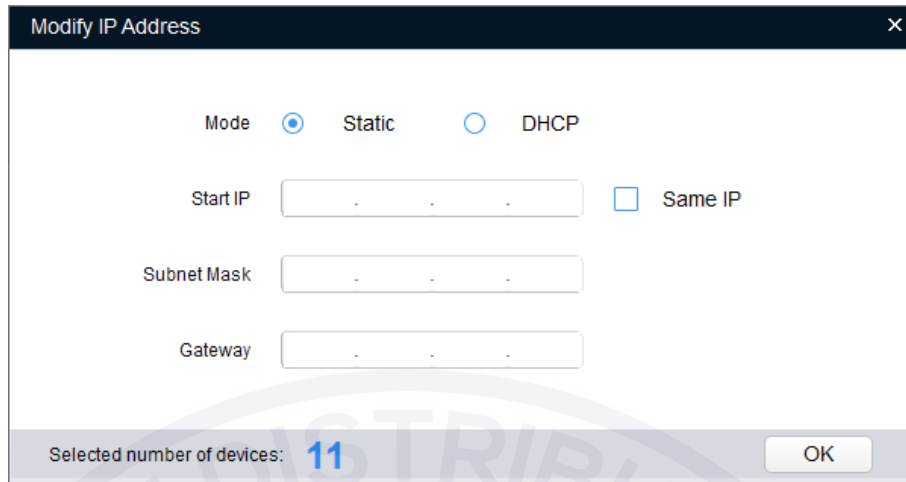 Modify IP Address ×
Mode Static DHCP
Start IP . . . Same IP
Subnet Mask . . .
Gateway . . .
Selected number of devices: 11 OK
DISTRIB